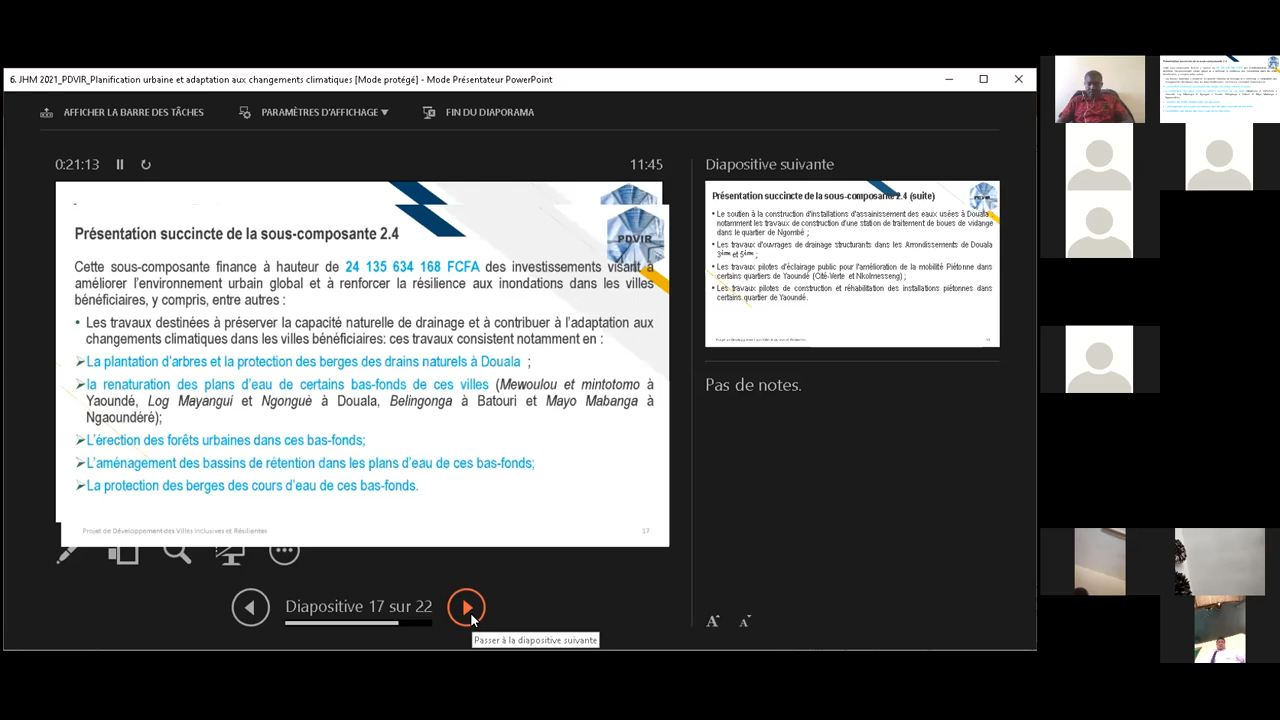 6. JHM 2021_PDVIR_Planification urbaine et adaptation aux changements climatiques [Mode protégé] - Mode Présentateur - PowerPoint
AFFICHER LA BARRE DES TÂCHES
PARAMÈTRES D'AFFICHAGE ▼
FIN DU DIAPORAMA
0:21:13
11:45
Diapositive suivante
PDVIR
Présentation succincte de la sous-composante 2.4
Cette sous-composante finance à hauteur de 24 135 634 168 FCFA des investissements visant à
améliorer l'environnement urbain global et à renforcer la résilience aux inondations dans les villes
bénéficiaires, y compris, entre autres :
• Les travaux destinées à préserver la capacité naturelle de drainage et à contribuer à l'adaptation aux
changements climatiques dans les villes bénéficiaires: ces travaux consistent notamment en :
➢La plantation d'arbres et la protection des berges des drains naturels à Douala ;
➢la renaturation des plans d'eau de certains bas-fonds de ces villes (Mewoulou et mintotomo à
Yaoundé, Log Mayangui et Ngonguè à Douala, Belingonga à Batouri et Mayo Mabanga à
Ngaoundéré);
➢L'érection des forêts urbaines dans ces bas-fonds;
➢L'aménagement des bassins de rétention dans les plans d'eau de ces bas-fonds;
➢La protection des berges des cours d'eau de ces bas-fonds.
Projet de Développement des Villes Inclusives et Résiliantes
17
Présentation succincte de la sous-composante 2.4 (suite)
• Le soutien à la construction d'installations d'assainissement des eaux usées à Douala,
notamment les travaux de construction d'une station de traitement de boues de vidange
dans le quartier de Ngombé ;
• Les travaux d'ouvrages de drainage structurants dans les Arrondissements de Douala
3ème et 5ème ;
• Les travaux pilotes d'éclairage public pour l'amélioration de la mobilité Piétonne dans
certains quartiers de Yaoundé (Cité-Verte et Nkolmesseng) ;
• Les travaux pilotes de construction et réhabilitation des installations piétonnes dans
certains quartier de Yaoundé.
Pas de notes.
Diapositive 17 sur 22
Passer à la diapositive suivante
A A